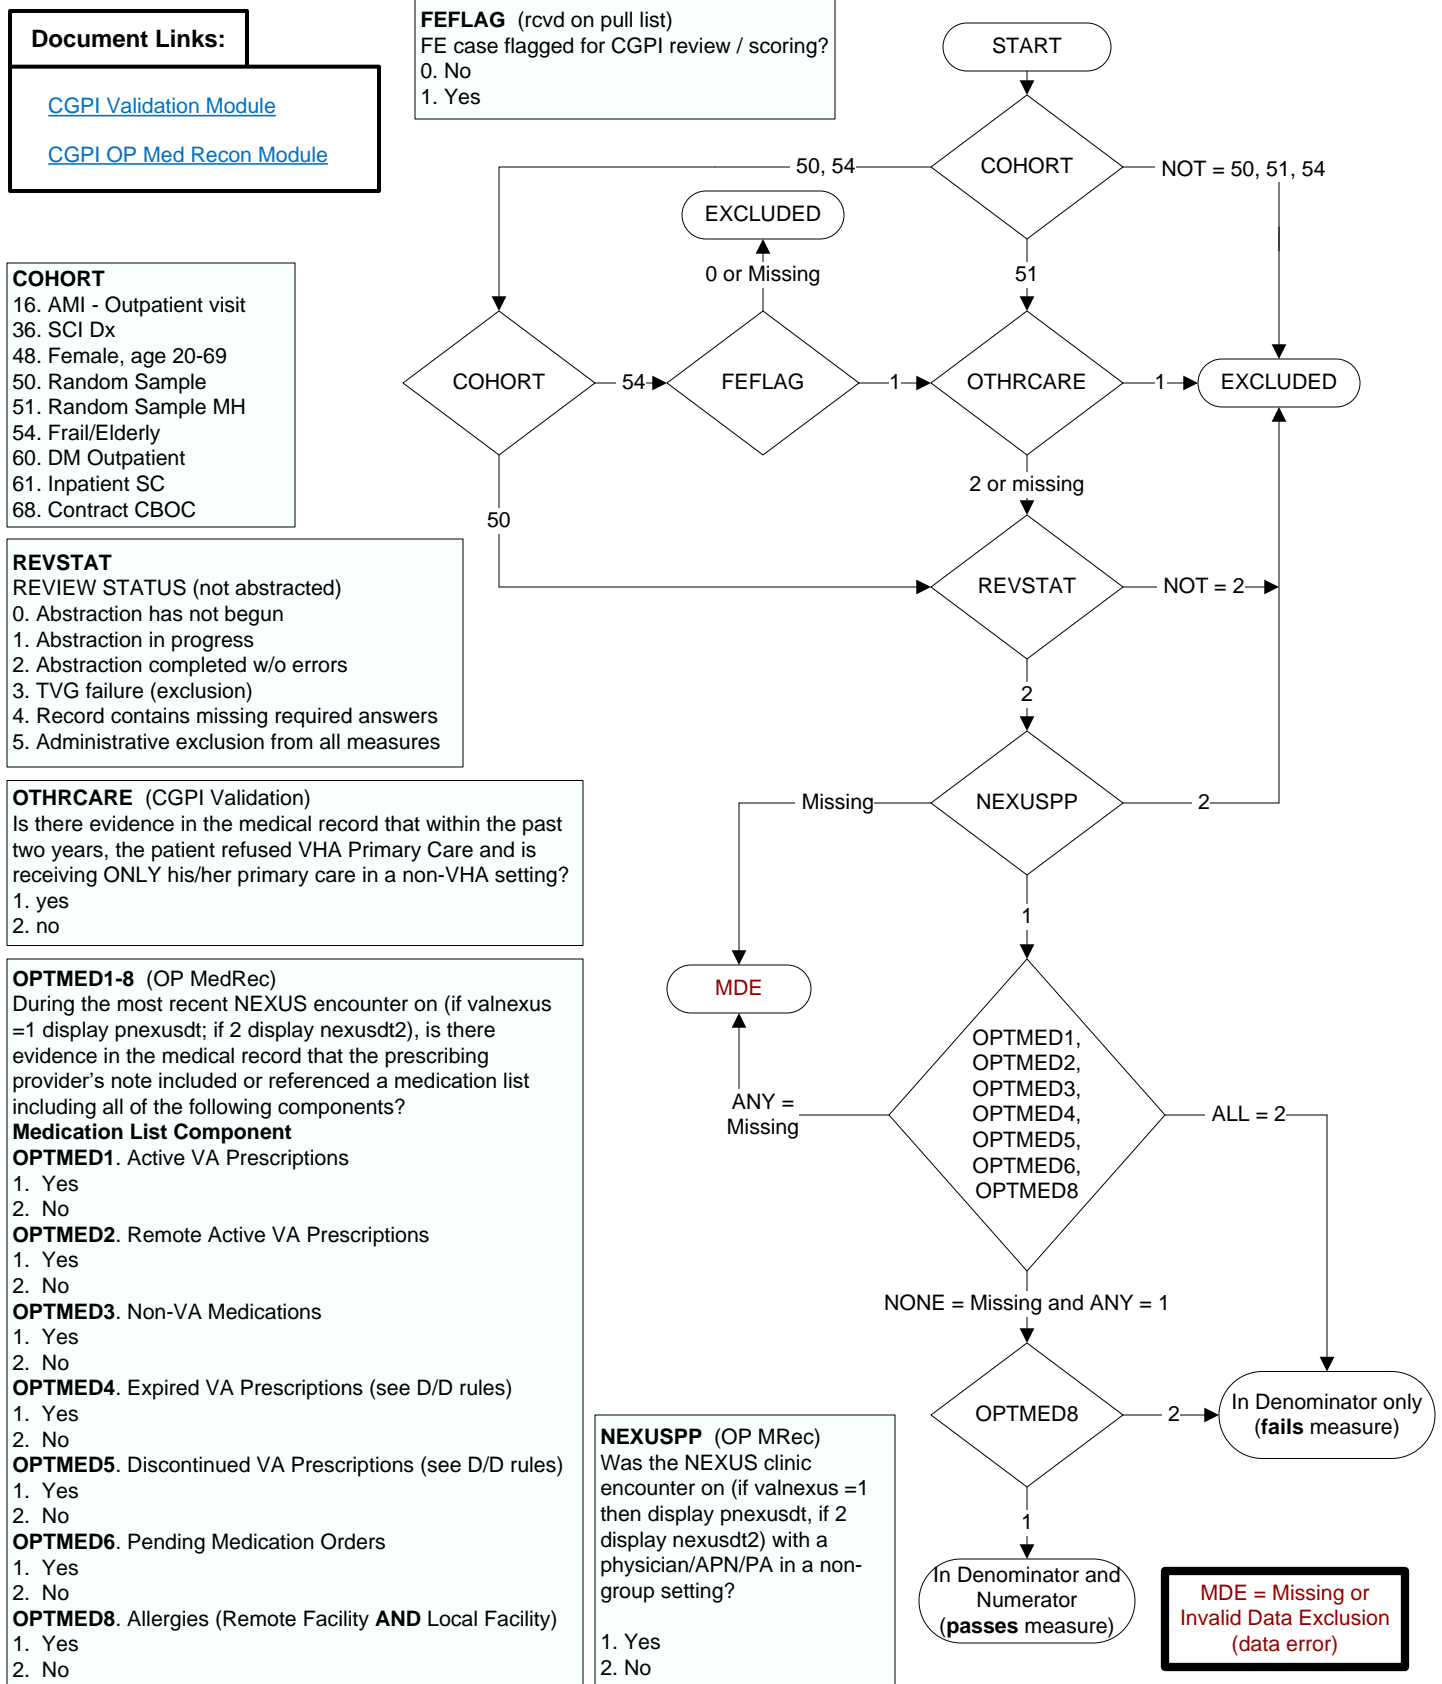 Document Links:
CGPI Validation Module
CGPI OP Med Recon Module
FEFLAG (rcvd on pull list)
FE case flagged for CGPI review / scoring?
0. No
1. Yes
START
COHORT
50, 54
NOT = 50, 51, 54
EXCLUDED
0 or Missing
51
COHORT
54
FEFLAG
1
OTHRCARE
1
EXCLUDED
2 or missing
50
REVSTAT
NOT = 2
2
NEXUSPP
Missing
2
1
MDE
OPTMED1,
OPTMED2,
OPTMED3,
OPTMED4,
OPTMED5,
OPTMED6,
OPTMED8
ANY =
Missing
ALL = 2
NONE = Missing and ANY = 1
OPTMED8
2
In Denominator only
(fails measure)
1
In Denominator and
Numerator
(passes measure)
MDE = Missing or
Invalid Data Exclusion
(data error)
COHORT
16. AMI - Outpatient visit
36. SCI Dx
48. Female, age 20-69
50. Random Sample
51. Random Sample MH
54. Frail/Elderly
60. DM Outpatient
61. Inpatient SC
68. Contract CBOC
REVSTAT
REVIEW STATUS (not abstracted)
0. Abstraction has not begun
1. Abstraction in progress
2. Abstraction completed w/o errors
3. TVG failure (exclusion)
4. Record contains missing required answers
5. Administrative exclusion from all measures
OTHRCARE (CGPI Validation)
Is there evidence in the medical record that within the past
two years, the patient refused VHA Primary Care and is
receiving ONLY his/her primary care in a non-VHA setting?
1. yes
2. no
OPTMED1-8 (OP MedRec)
During the most recent NEXUS encounter on (if valnexus
=1 display pnexusdt; if 2 display nexusdt2), is there
evidence in the medical record that the prescribing
provider's note included or referenced a medication list
including all of the following components?
Medication List Component
OPTMED1. Active VA Prescriptions
1. Yes
2. No
OPTMED2. Remote Active VA Prescriptions
1. Yes
2. No
OPTMED3. Non-VA Medications
1. Yes
2. No
OPTMED4. Expired VA Prescriptions (see D/D rules)
1. Yes
2. No
OPTMED5. Discontinued VA Prescriptions (see D/D rules)
1. Yes
2. No
OPTMED6. Pending Medication Orders
1. Yes
2. No
OPTMED8. Allergies (Remote Facility AND Local Facility)
1. Yes
2. No
NEXUSPP (OP MRec)
Was the NEXUS clinic
encounter on (if valnexus =1
then display pnexusdt, if 2
display nexusdt2) with a
physician/APN/PA in a non-
group setting?
1. Yes
2. No